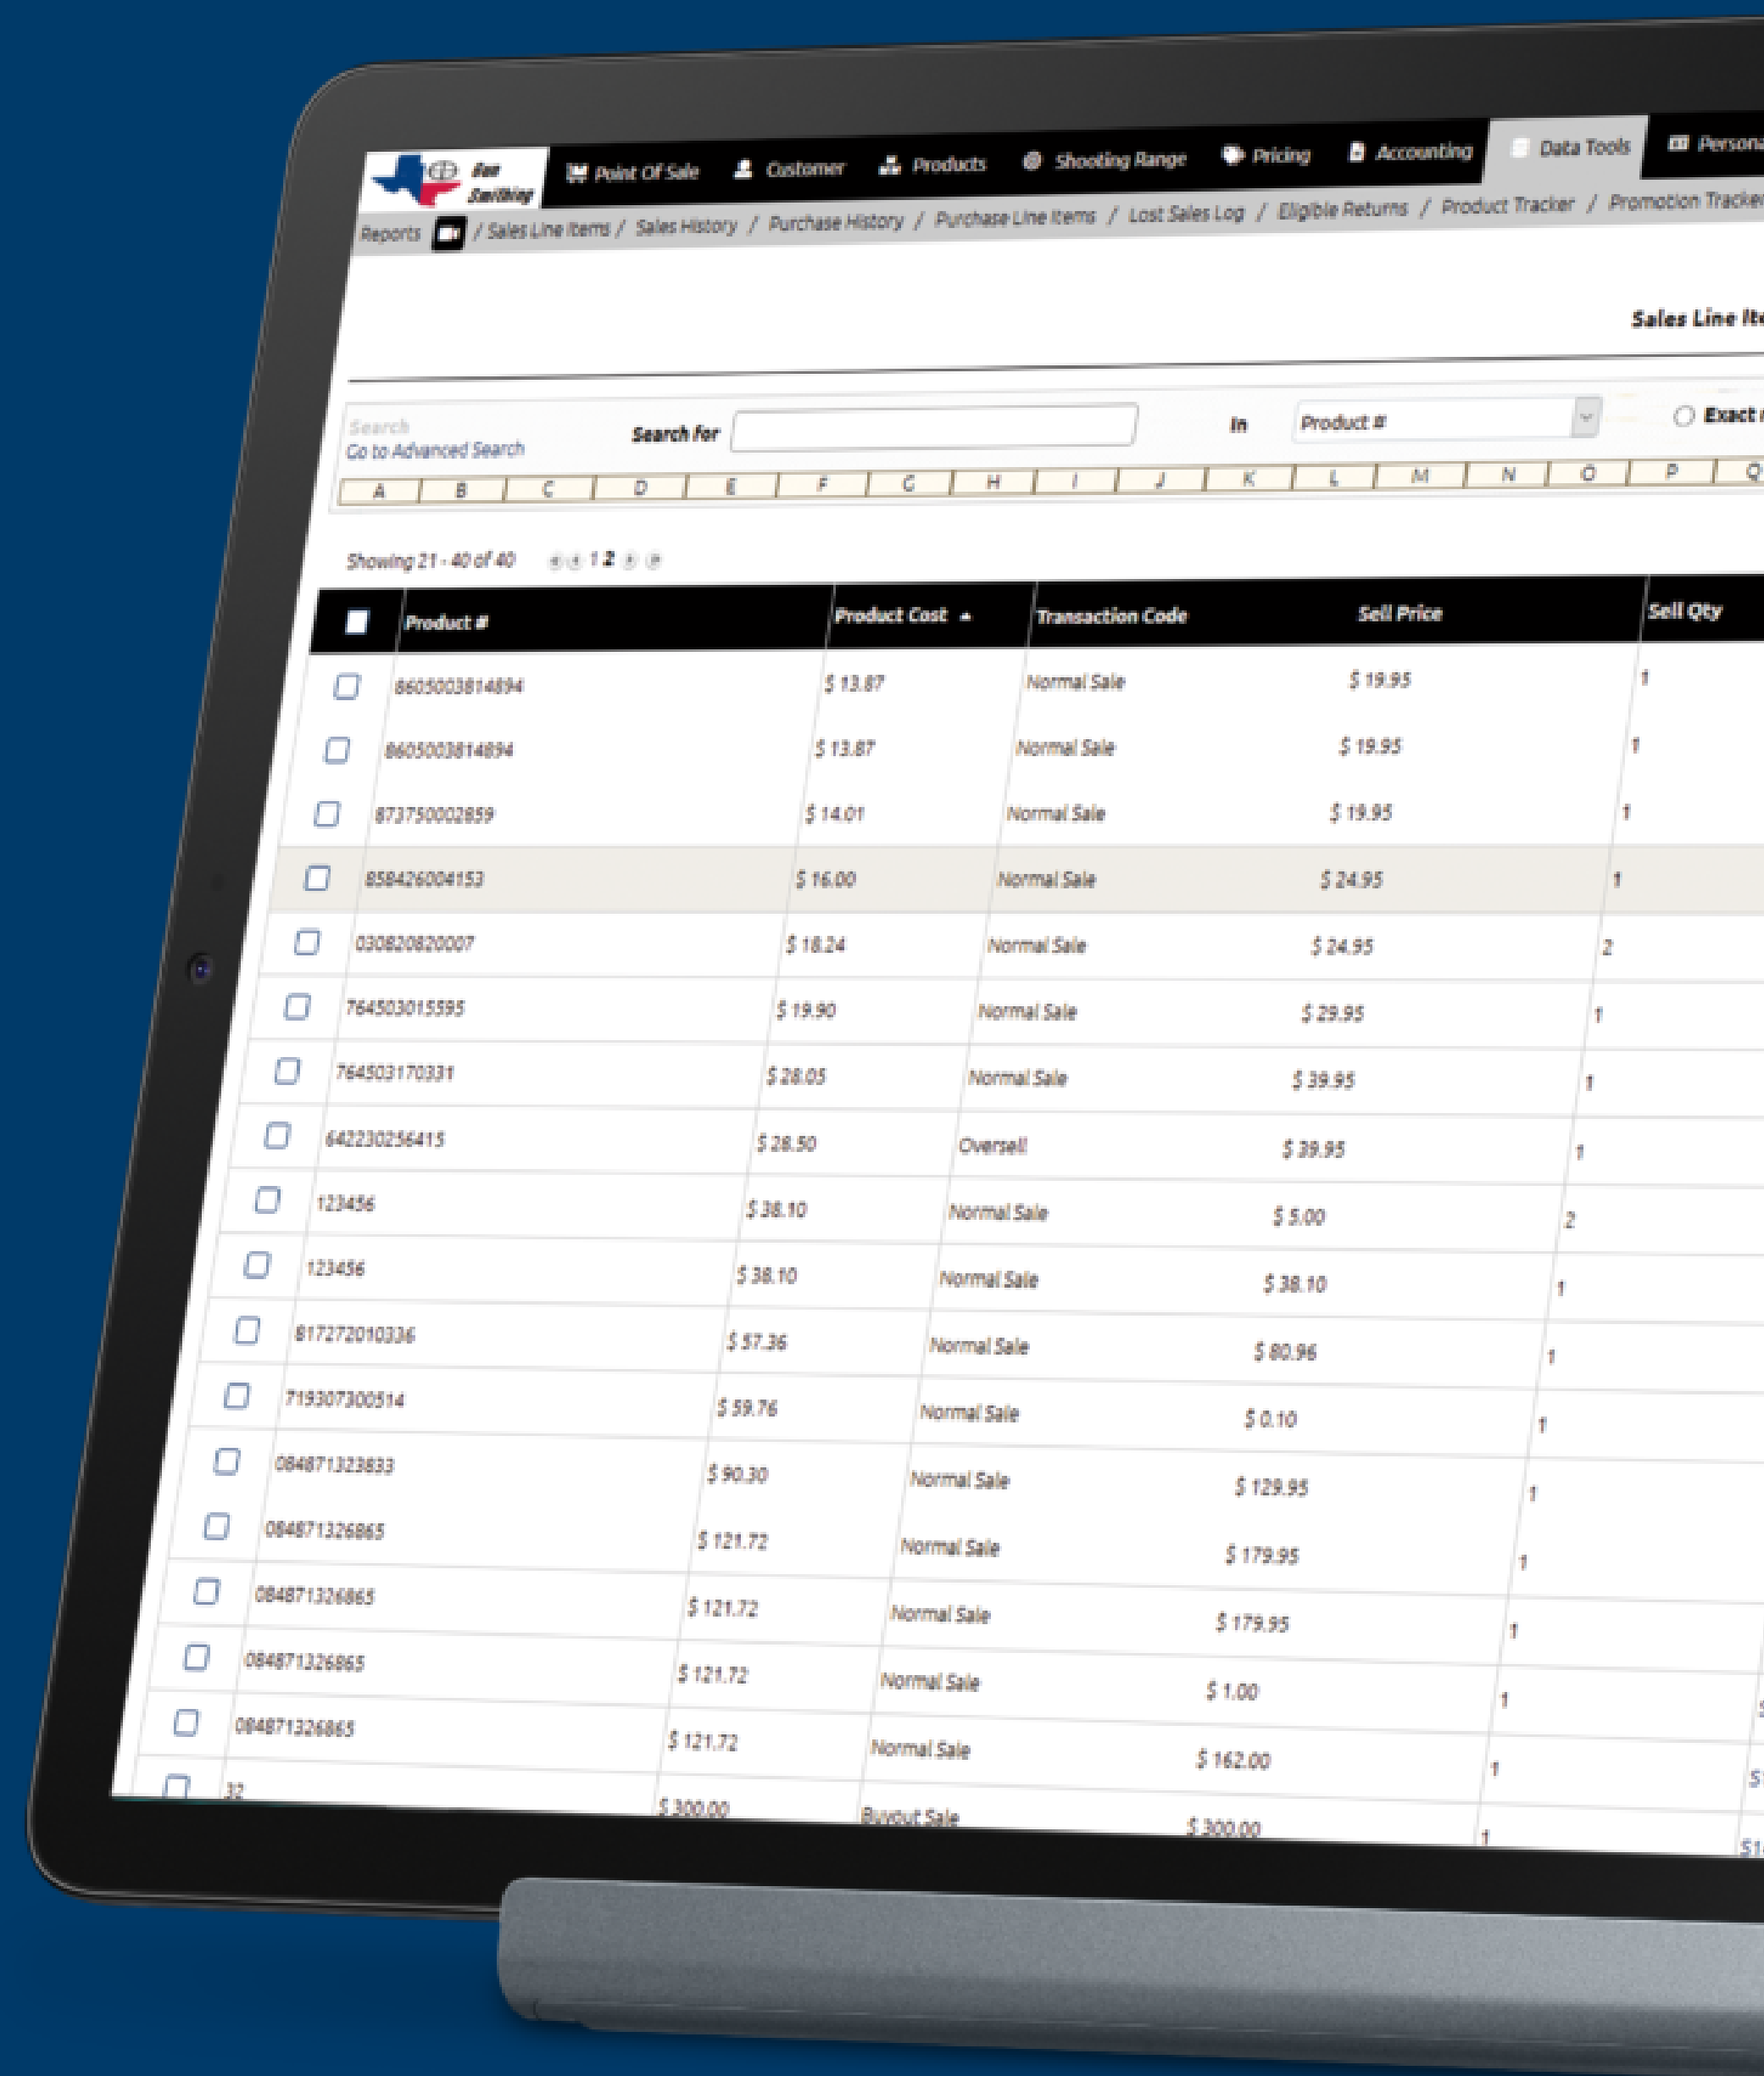 Gun
Smithing
Point Of Sale Customer Products Shooting Range Pricing Accounting Data Tools Persona
Reports / Sales Line Items / Sales History / Purchase History / Purchase Line Items / Lost Sales Log / Eligible Returns / Product Tracker / Promotion Tracker
Sales Line Ite
Search
Go to Advanced Search Search for In Product # Exact
A B C D E F G H I J K L M N O P Q
Showing 21 - 40 of 40 1 2
Product # Product Cost Transaction Code Sell Price Sell Qty
8605003814894 $ 13.87 Normal Sale $ 19.95 1
8605003814894 $ 13.87 Normal Sale $ 19.95 1
873750002859 $ 14.01 Normal Sale $ 19.95 1
858426004153 $ 16.00 Normal Sale $ 24.95 1
030820820007 $ 18.24 Normal Sale $ 24.95 2
764503015595 $ 19.90 Normal Sale $ 29.95 1
764503170331 $ 28.05 Normal Sale $ 39.95 1
642230256415 $ 28.50 Oversell $ 39.95 1
123456 $ 38.10 Normal Sale $ 5.00 2
123456 $ 38.10 Normal Sale $ 38.10 1
817272010336 $ 57.36 Normal Sale $ 80.96 1
719307300514 $ 59.76 Normal Sale $ 0.10 1
084871323833 $ 90.30 Normal Sale $ 129.95 1
084871326865 $ 121.72 Normal Sale $ 179.95 1
084871326865 $ 121.72 Normal Sale $ 179.95 1
084871326865 $ 121.72 Normal Sale $ 1.00 1
084871326865 $ 121.72 Normal Sale $ 162.00 1
32 $ 300.00 Buyout Sale $ 300.00 1